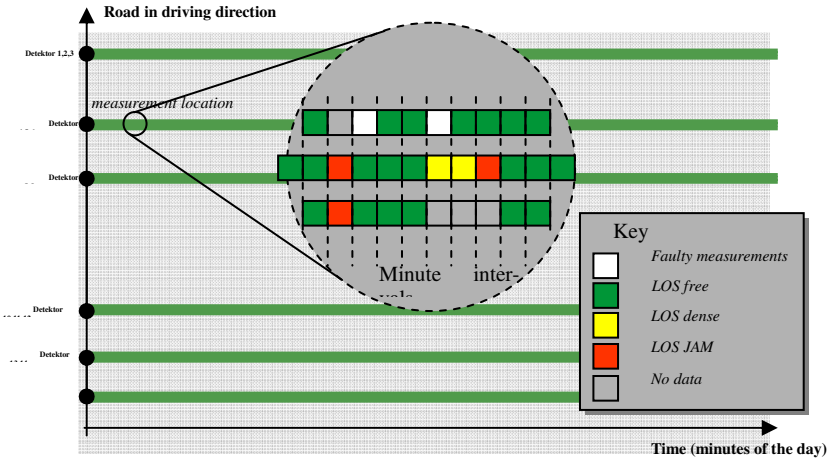 Road in driving direction
Detektor 1,2,3
measurement location
Detektor
Detektor
Minute inter-
Key
Faulty measurements
LOS free
LOS dense
LOS JAM
No data
Detektor
Detektor
Time (minutes of the day)